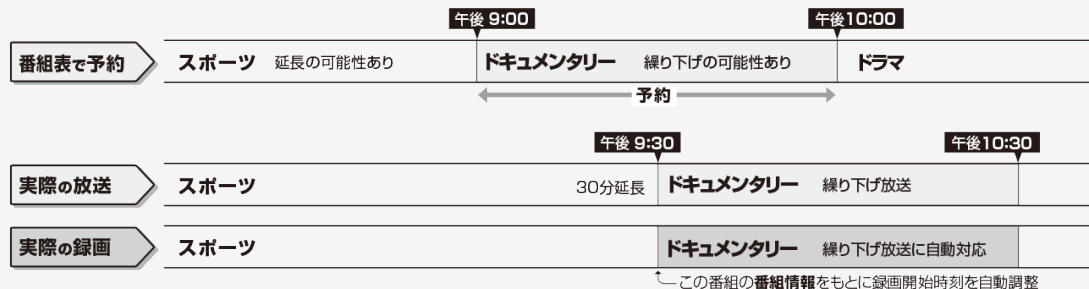 午後 9:00 午後10:00
番組表で予約 スポーツ 延長の可能性あり ドキュメンタリー 繰り下げの可能性あり ドラマ
予約
午後 9:30 午後10:30
実際の放送 スポーツ 30分延長 ドキュメンタリー 繰り下げ放送
実際の録画 スポーツ ドキュメンタリー 繰り下げ放送に自動対応
この番組の番組情報をもとに録画開始時刻を自動調整